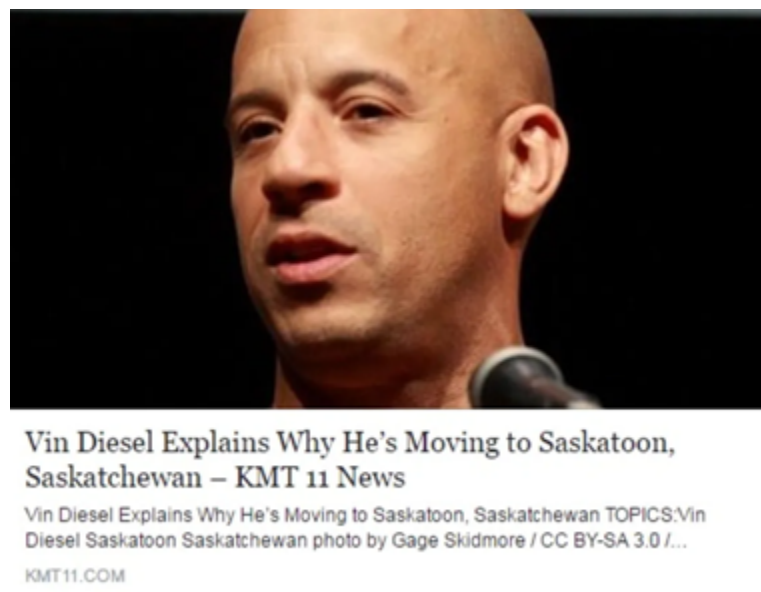 Vin Diesel Explains Why He's Moving to Saskatoon,
Saskatchewan – KMT 11 News
Vin Diesel Explains Why He's Moving to Saskatoon, Saskatchewan TOPICS:Vin
Diesel Saskatoon Saskatchewan photo by Gage Skidmore / CC BY-SA 3.0 /...
KMT11.COM